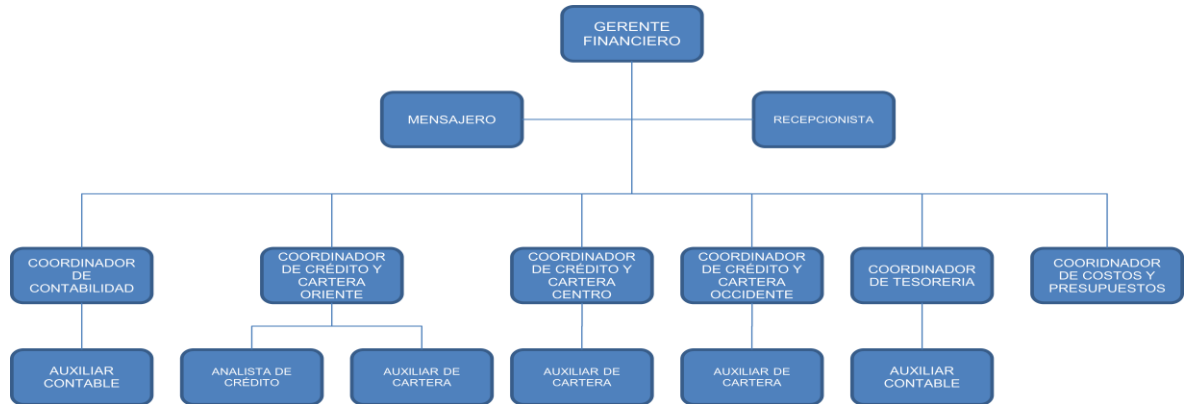 GERENTE
FINANCIERO
MENSAJERO
RECEPCIONISTA
COORDINADOR
DE
CONTABILIDAD
COORDINADOR
DE CRÉDITO Y
CARTERA
ORIENTE
COORDINADOR
DE CRÉDITO Y
CARTERA
CENTRO
COORDINADOR
DE CRÉDITO Y
CARTERA
OCCIDENTE
COORDINADOR
DE TESORERIA
COORIDNADOR
DE COSTOS Y
PRESUPUESTOS
AUXILIAR
CONTABLE
ANALISTA DE
CRÉDITO
AUXILIAR DE
CARTERA
AUXILIAR DE
CARTERA
AUXILIAR DE
CARTERA
AUXILIAR
CONTABLE